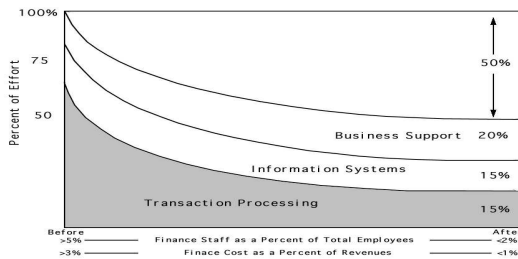 100%
75
50
Percent of Effort
50%
Business Support 20%
Information Systems
15%
Transaction Processing
15%
Before
After
>5% Finance Staff as a Percent of Total Employees <2%
>3% Finace Cost as a Percent of Revenues <1%